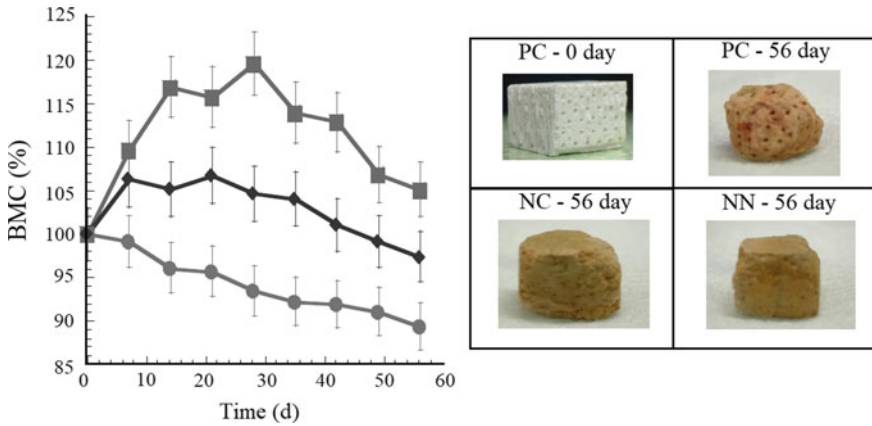 125
120
115
110
105
100
95
90
85
BMC (%)
0
10
20
30
40
50
60
Time (d)
PC - 0 day
PC - 56 day
NC - 56 day
NN - 56 day